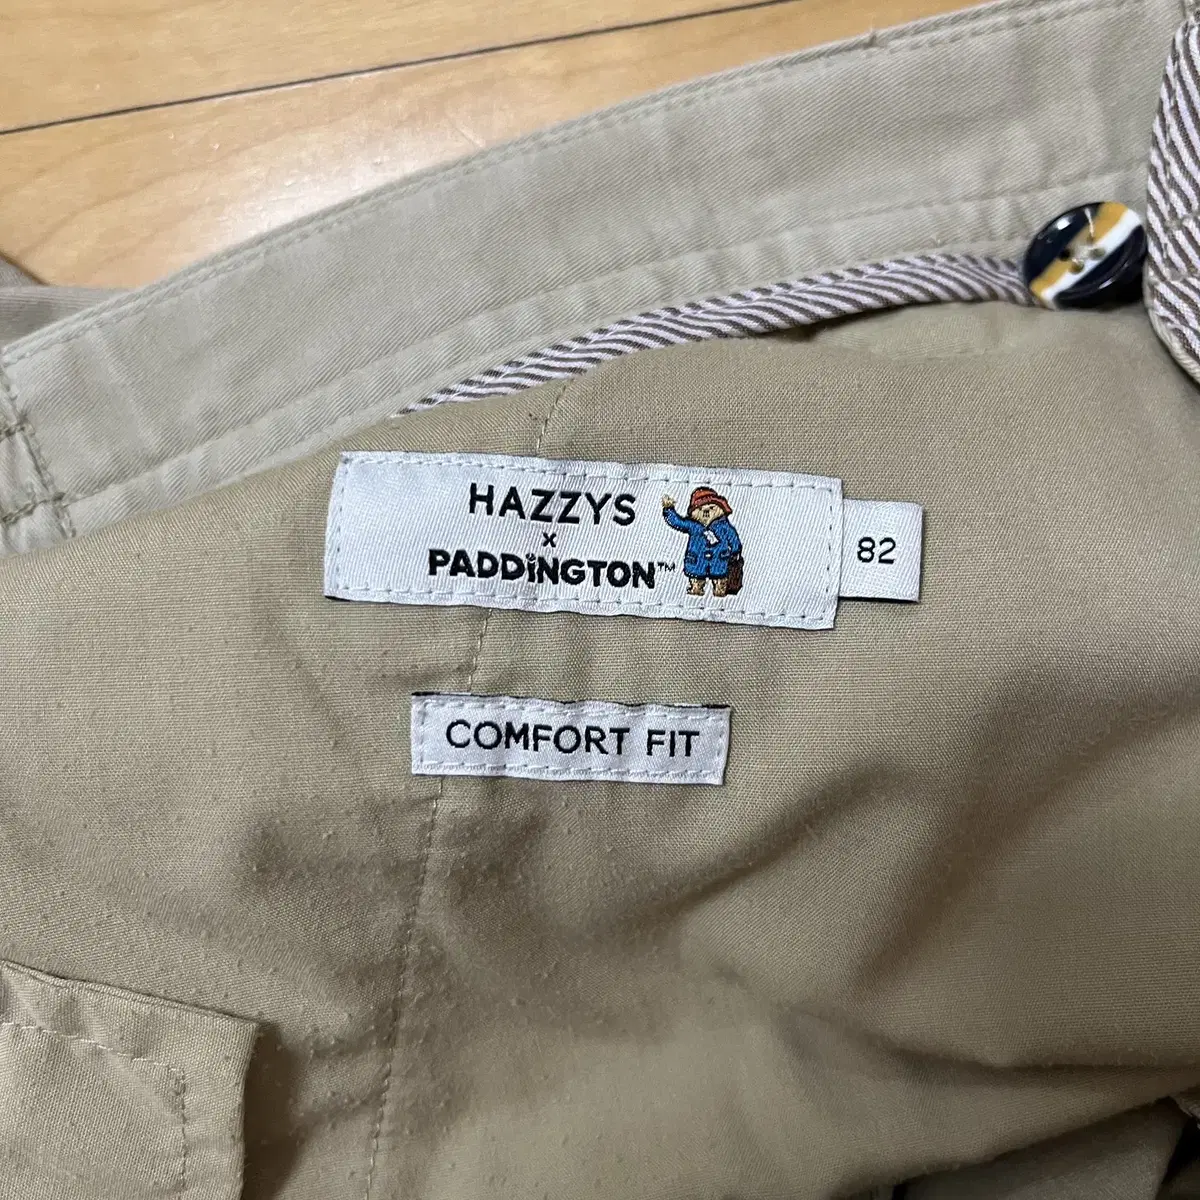 HAZZYS
x
PADDiNGTON™
82
COMFORT FIT